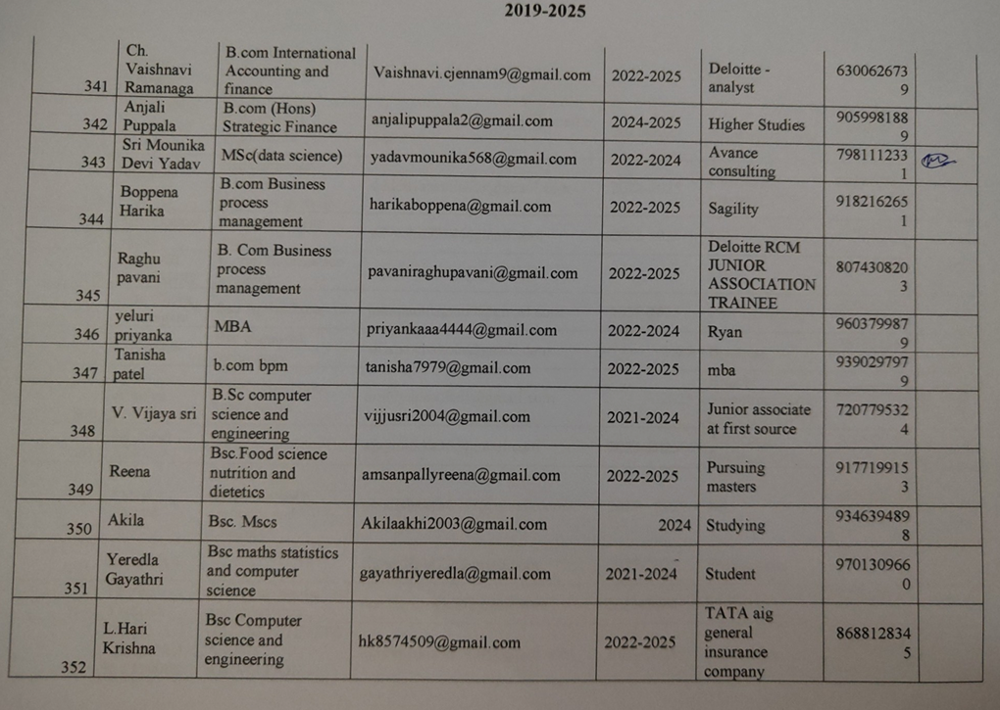 2019-2025
341 Ch. Vaishnavi Ramanaga B.com International Accounting and finance Vaishnavi.cjennam9@gmail.com 2022-2025 Deloitte - analyst 6300626739
342 Anjali Puppala B.com (Hons) Strategic Finance anjalipuppala2@gmail.com 2024-2025 Higher Studies 9059981889
343 Sri Mounika Devi Yadav MSc(data science) yadavmounika568@gmail.com 2022-2024 Avance consulting 7981112331
344 Boppena Harika B.com Business process management harikaboppena@gmail.com 2022-2025 Sagility 9182162651
345 Raghu pavani B. Com Business process management pavaniraghupavani@gmail.com 2022-2025 Deloitte RCM JUNIOR ASSOCIATION TRAINEE 8074308203
346 yeluri priyanka MBA priyankaaa4444@gmail.com 2022-2024 Ryan 9603799879
347 Tanisha patel b.com bpm tanisha7979@gmail.com 2022-2025 mba 9390297979
348 V. Vijaya sri B.Sc computer science and engineering vijjusri2004@gmail.com 2021-2024 Junior associate at first source 7207795324
349 Reena Bsc.Food science nutrition and dietetics amsanpallyreena@gmail.com 2022-2025 Pursuing masters 9177199153
350 Akila Bsc. Mscs Akilaakhi2003@gmail.com 2024 Studying 9346394898
351 Yeredla Gayathri Bsc maths statistics and computer science gayathriyeredla@gmail.com 2021-2024 Student 9701309660
352 L.Hari Krishna Bsc Computer science and engineering hk8574509@gmail.com 2022-2025 TATA aig general insurance company 8688128345